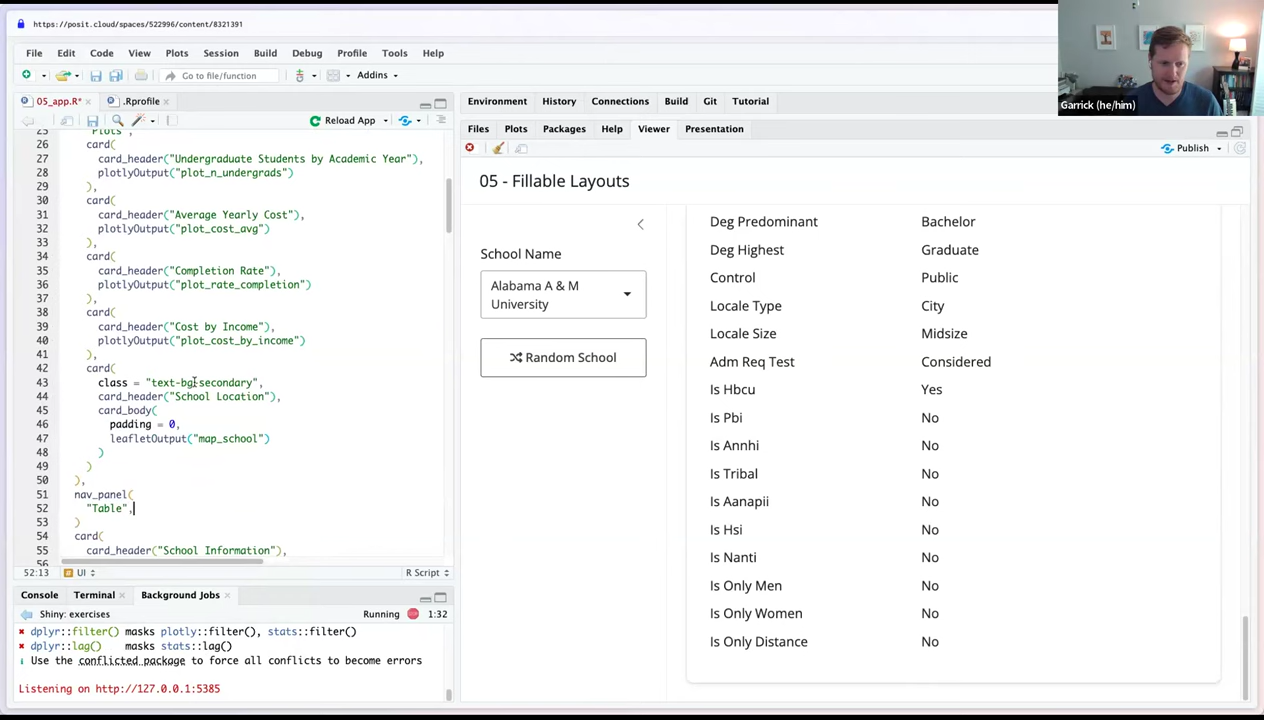 https://posit.cloud/spaces/522996/content/8321391
File Edit Code View Plots Session Build Debug Profile Tools Help
Go to file/function
Addins
05_app.R*
.Rprofile
Reload App
25 "Plots",
26 card(
27 card_header("Undergraduate Students by Academic Year"),
28 plotlyOutput("plot_n_undergrads")
29 ),
30 card(
31 card_header("Average Yearly Cost"),
32 plotlyOutput("plot_cost_avg")
33 ),
34 card(
35 card_header("Completion Rate"),
36 plotlyOutput("plot_rate_completion")
37 ),
38 card(
39 card_header("Cost by Income"),
40 plotlyOutput("plot_cost_by_income")
41 ),
42 card(
43 class = "text-bg-secondary",
44 card_header("School Location"),
45 card_body(
46 padding = 0,
47 leafletOutput("map_school")
48 )
49 )
50 ),
51 nav_panel(
52 "Table",
53 )
54 card(
55 card_header("School Information"),
56
52:13 # UI R Script
Console Terminal Background Jobs
Shiny: exercises Running 1:32
✖ dplyr::filter() masks plotly::filter(), stats::filter()
✖ dplyr::lag() masks stats::lag()
ℹ Use the conflicted package to force all conflicts to become errors
Listening on http://127.0.0.1:5385
Environment History Connections Build Git Tutorial
Files Plots Packages Help Viewer Presentation
Publish
05 - Fillable Layouts
School Name
Alabama A & M
University
Random School
Deg Predominant Bachelor
Deg Highest Graduate
Control Public
Locale Type City
Locale Size Midsize
Adm Req Test Considered
Is Hbcu Yes
Is Pbi No
Is Annhi No
Is Tribal No
Is Aanapii No
Is Hsi No
Is Nanti No
Is Only Men No
Is Only Women No
Is Only Distance No
Garrick (he/him)